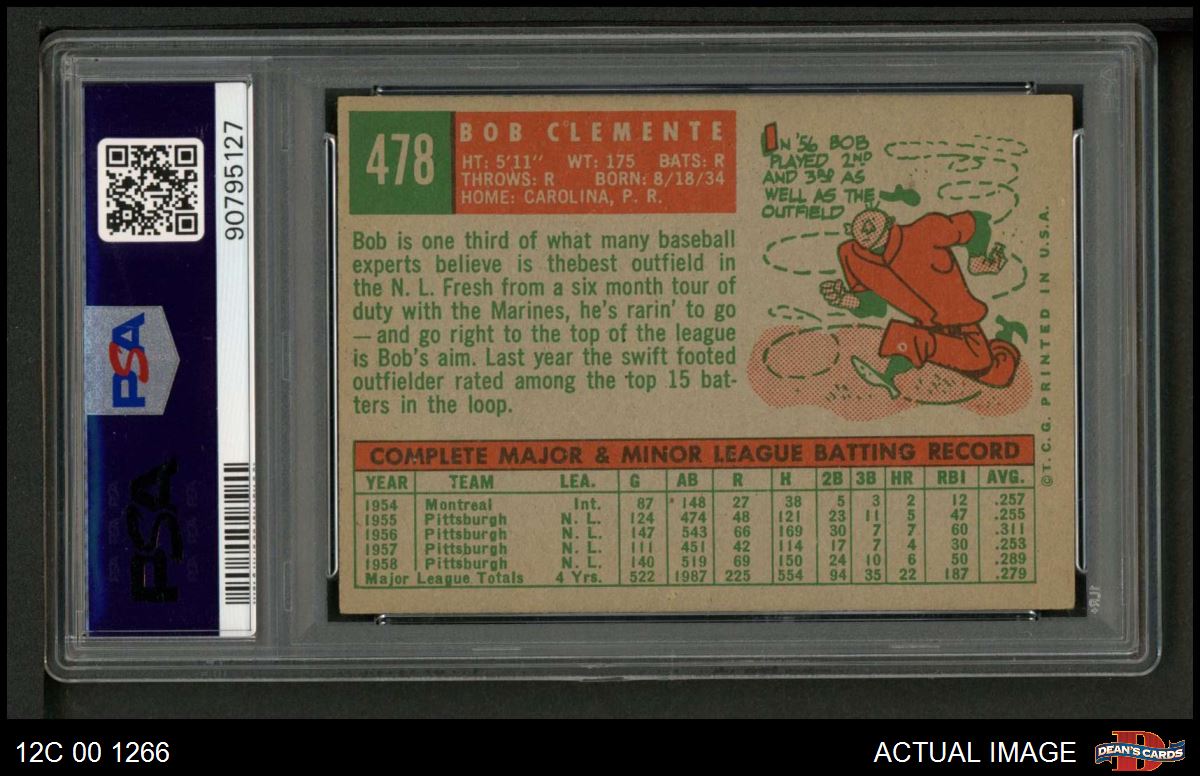 90795127
PSA
PSA
478
BOB CLEMENTE
HT: 5'11" WT: 175 BATS: R
THROWS: R BORN: 8/18/34
HOME: CAROLINA, P. R.
IN '56 BOB
PLAYED 2ND
AND 3RD AS
WELL AS THE
OUTFIELD
Bob is one third of what many baseball
experts believe is thebest outfield in
the N. L. Fresh from a six month tour of
duty with the Marines, he's rarin' to go
—and go right to the top of the league
is Bob's aim. Last year the swift footed
outfielder rated among the top 15 bat-
ters in the loop.
©T. C. G. PRINTED IN U.S.A.
COMPLETE MAJOR & MINOR LEAGUE BATTING RECORD
YEAR TEAM LEA. G AB R H 2B 3B HR RBI AVG.
1954 Montreal Int. 87 148 27 38 5 3 2 12 .257
1955 Pittsburgh N. L. 124 474 48 121 23 11 5 47 .255
1956 Pittsburgh N. L. 147 543 66 169 30 7 7 60 .311
1957 Pittsburgh N. L. 111 451 42 114 17 7 4 30 .253
1958 Pittsburgh N. L. 140 519 69 150 24 10 6 50 .289
Major League Totals 4 Yrs. 522 1987 225 554 94 35 22 187 .279
12C 00 1266
ACTUAL IMAGE
DEAN'S CARDS